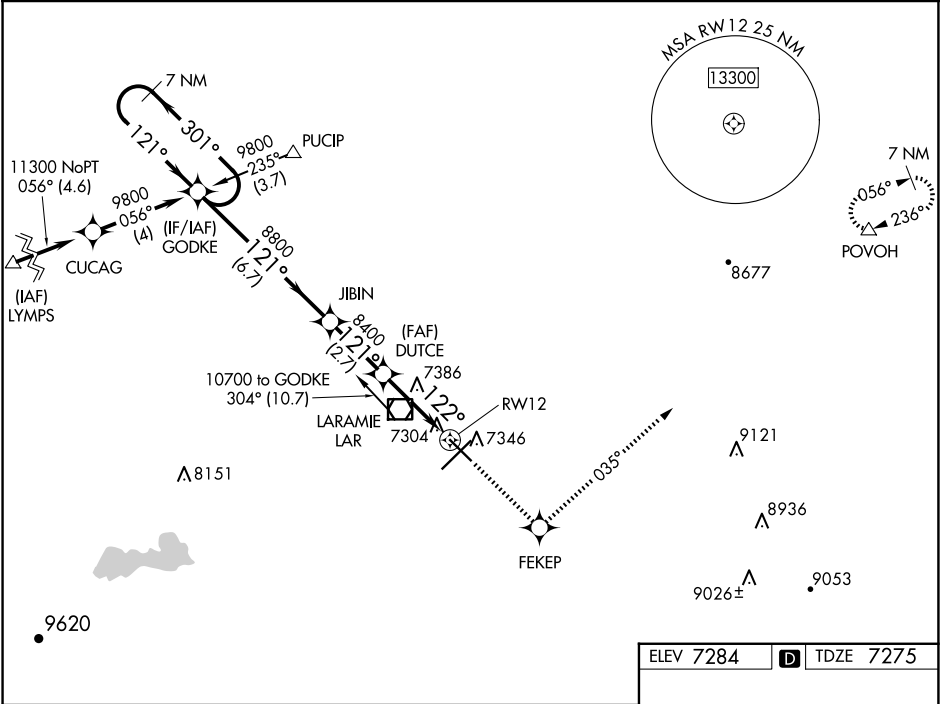 MSA RW12 25 NM
13300
7 NM
121°
301°
9800
235°
(3.7)
PUCIP
11300 NoPT
056° (4.6)
9800
056°
(4)
(IF/IAF)
GODKE
CUCAG
(IAF)
LYMPS
7 NM
056°
236°
POVOH
8677
8800
121°
(6.7)
JIBIN
8400
121°
(2.7)
(FAF)
DUTCE
10700 to GODKE
304° (10.7)
7386
122°
RW12
LARAMIE
LAR
7304
7346
8151
035°
9121
8936
FEKEP
9026±
9053
9620
ELEV 7284
D
TDZE 7275